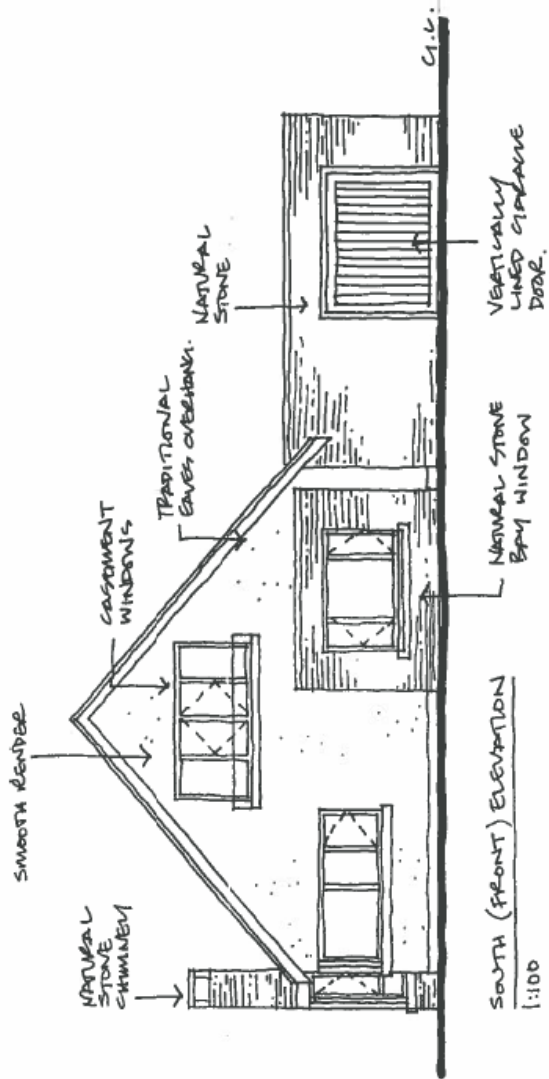 NATURAL
STONE
CHIMNEY
SMOOTH RENDER
CASEMENT
WINDOWS
TRADITIONAL
EAVES OVERHANG.
NATURAL
STONE
G.L.
SOUTH (FRONT) ELEVATION
1:100
NATURAL STONE
BAY WINDOW
VERTICALLY
LINED GARAGE
DOOR.